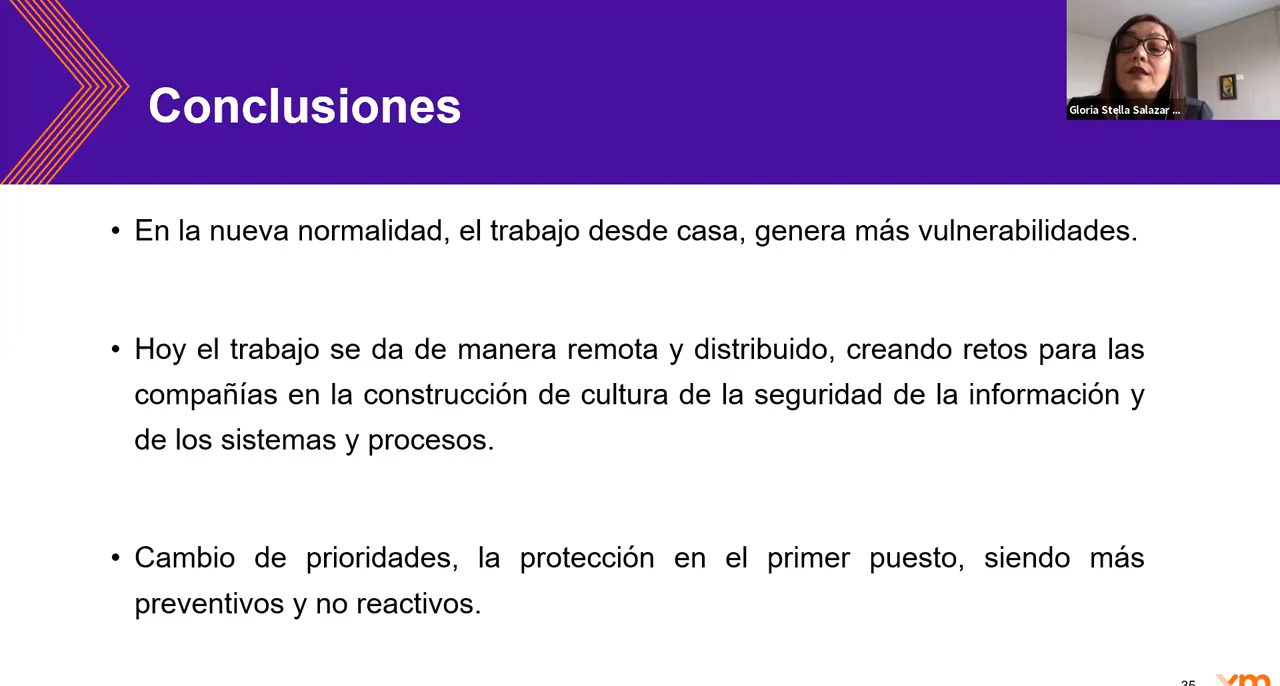 Conclusiones
Gloria Stella Salazar ...
• En la nueva normalidad, el trabajo desde casa, genera más vulnerabilidades.
• Hoy el trabajo se da de manera remota y distribuido, creando retos para las
compañías en la construcción de cultura de la seguridad de la información y
de los sistemas y procesos.
• Cambio de prioridades, la protección en el primer puesto, siendo más
preventivos y no reactivos.
35
xm